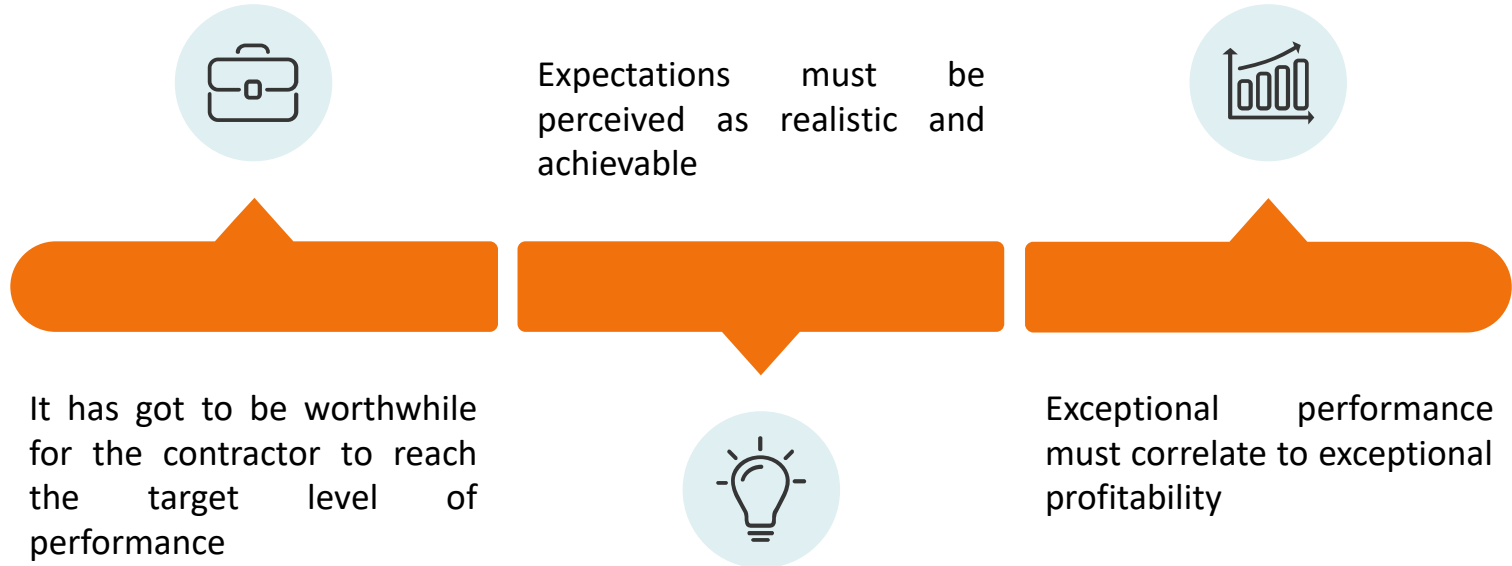 It has got to be worthwhile
for the contractor to reach
the target level of
performance
Expectations must be
perceived as realistic and
achievable
Exceptional performance
must correlate to exceptional
profitability